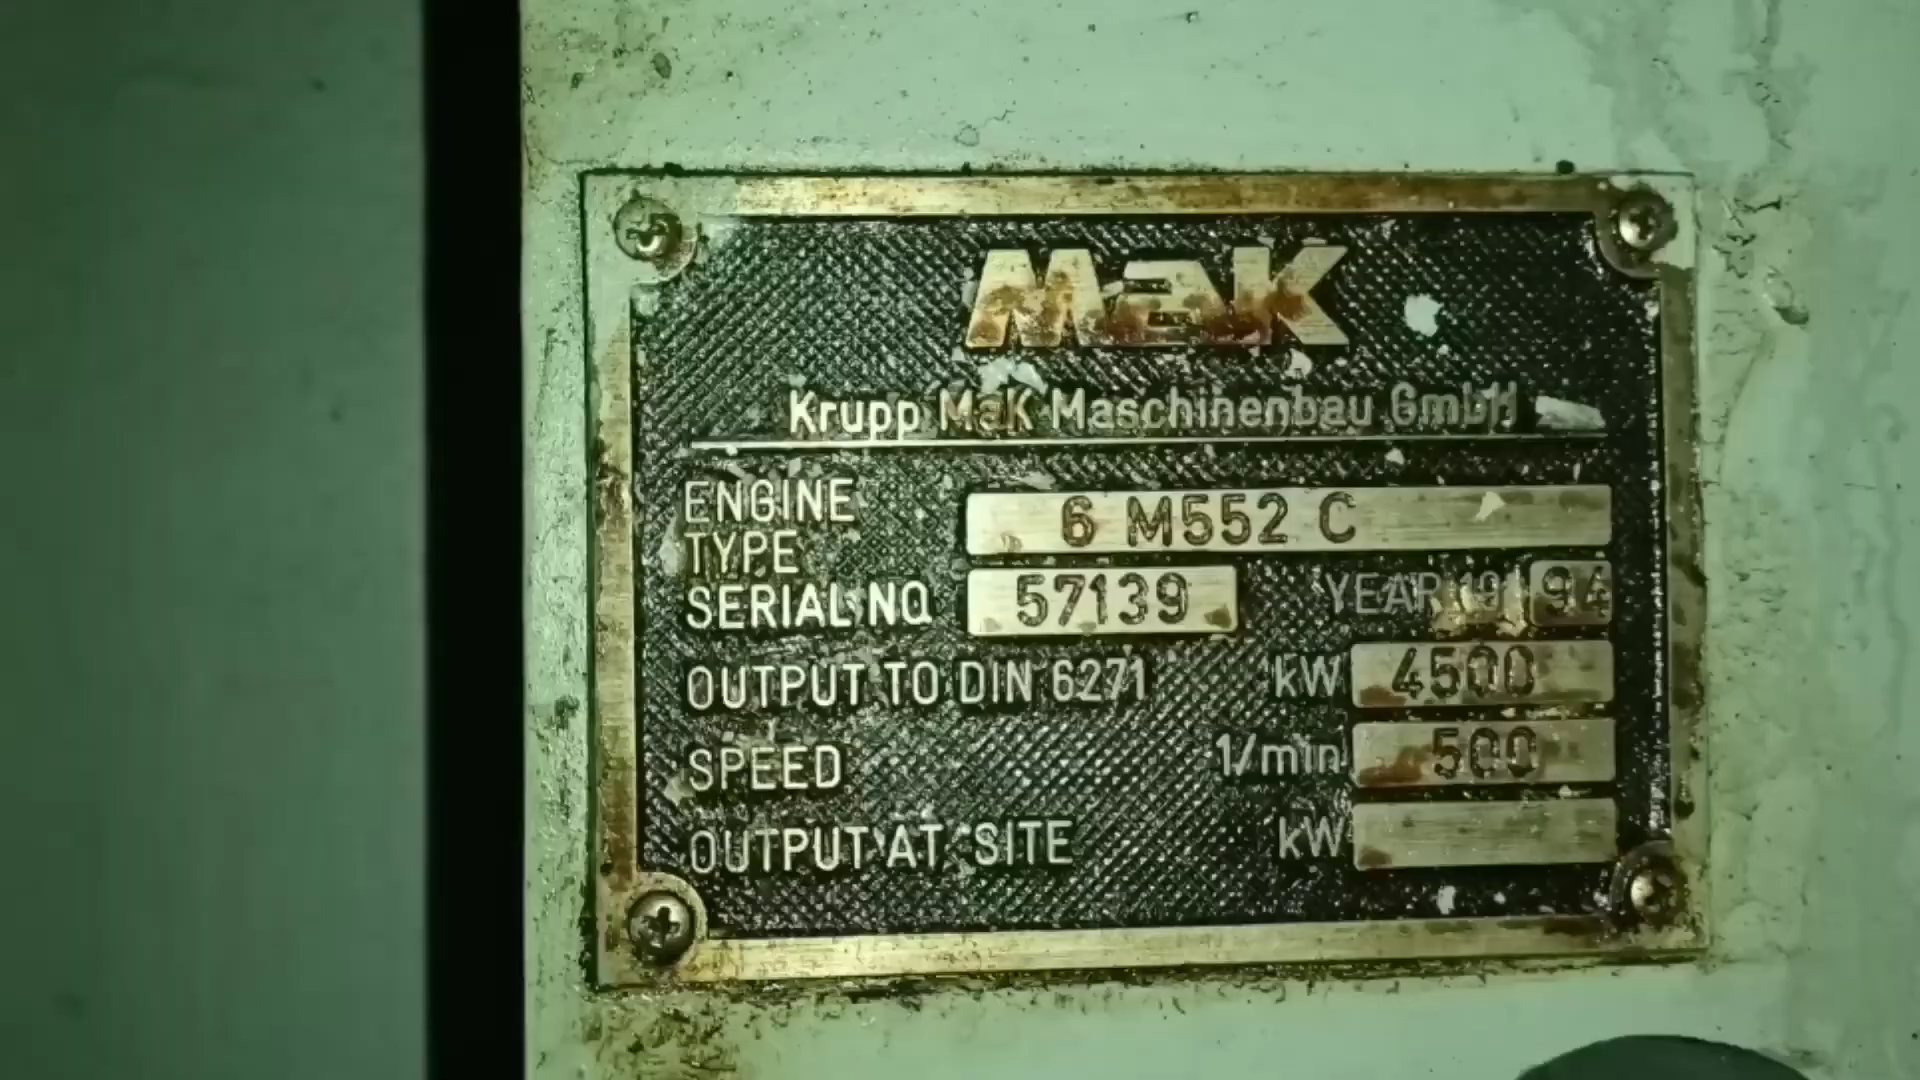 MaK
Krupp MaK Maschinenbau GmbH
ENGINE TYPE 6 M552 C
SERIAL NO 57139 YEAR 19 94
OUTPUT TO DIN 6271 kW 4500
SPEED 1/min 500
OUTPUT AT SITE kW